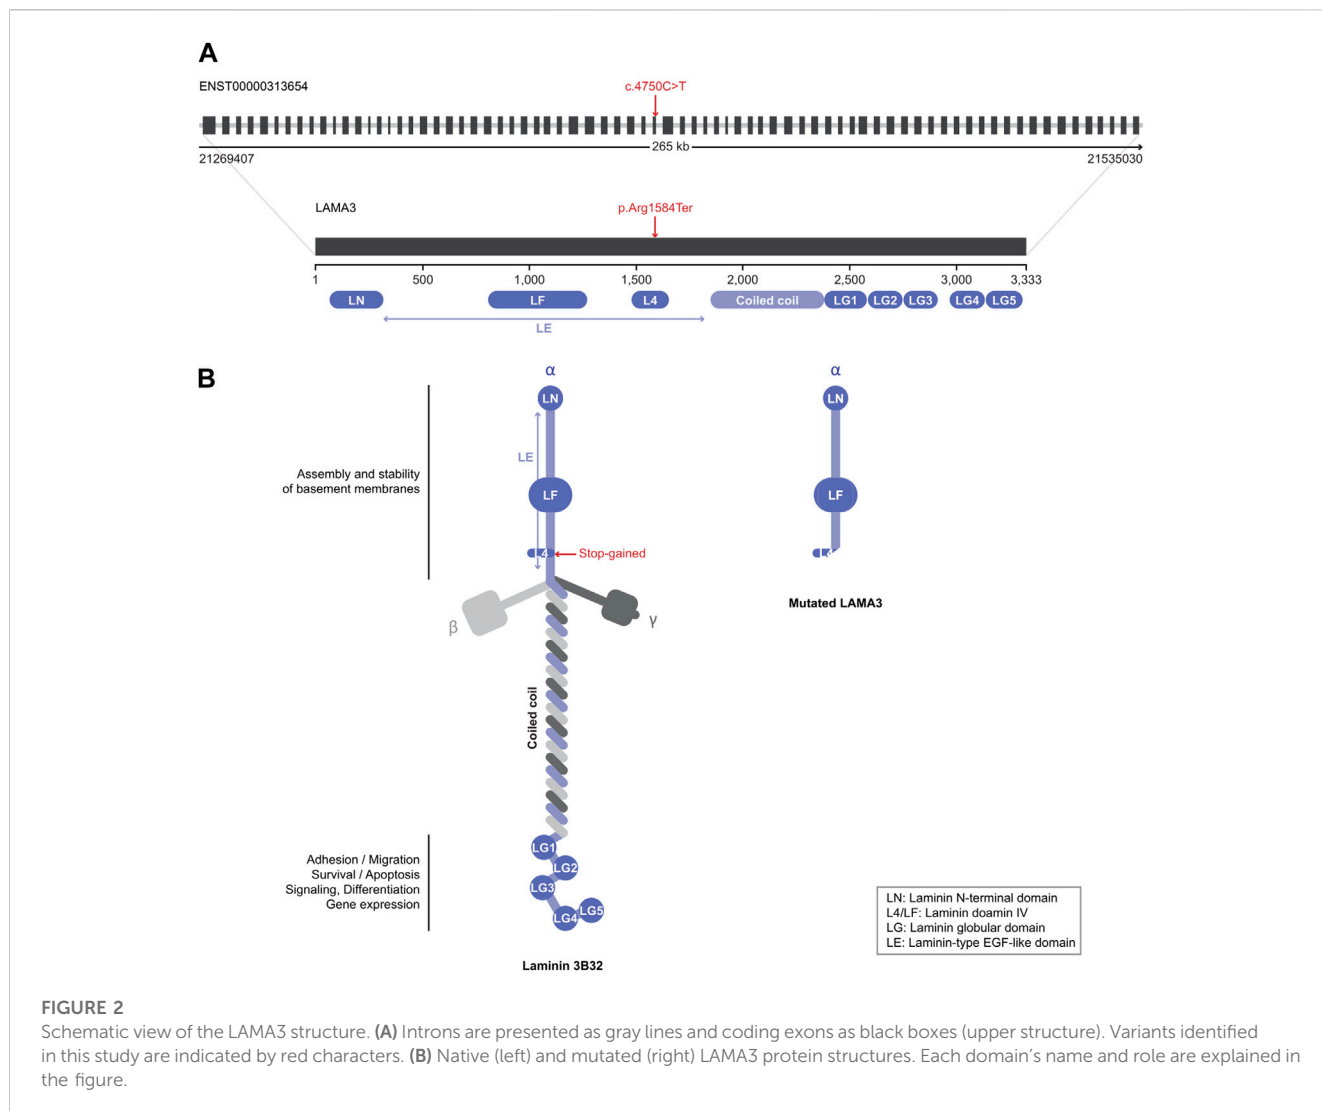 A
ENST00000313654
c.4750C>T
265 kb
21269407
21535030
LAMA3
p.Arg1584Ter
1 500 1,000 1,500 2,000 2,500 3,000 3,333
LN LF L4 Coiled coil LG1 LG2 LG3 LG4 LG5
LE
B
α
LN
LE
LF
L4
Stop-gained
Assembly and stability
of basement membranes
β
γ
Coiled coil
LG1
LG2
LG3
LG4
LG5
Adhesion / Migration
Survival / Apoptosis
Signaling, Differentiation
Gene expression
Laminin 3B32
α
LN
LF
L4
Mutated LAMA3
LN: Laminin N-terminal domain
L4/LF: Laminin doamin IV
LG: Laminin globular domain
LE: Laminin-type EGF-like domain
FIGURE 2
Schematic view of the LAMA3 structure. (A) Introns are presented as gray lines and coding exons as black boxes (upper structure). Variants identified
in this study are indicated by red characters. (B) Native (left) and mutated (right) LAMA3 protein structures. Each domain's name and role are explained in
the figure.